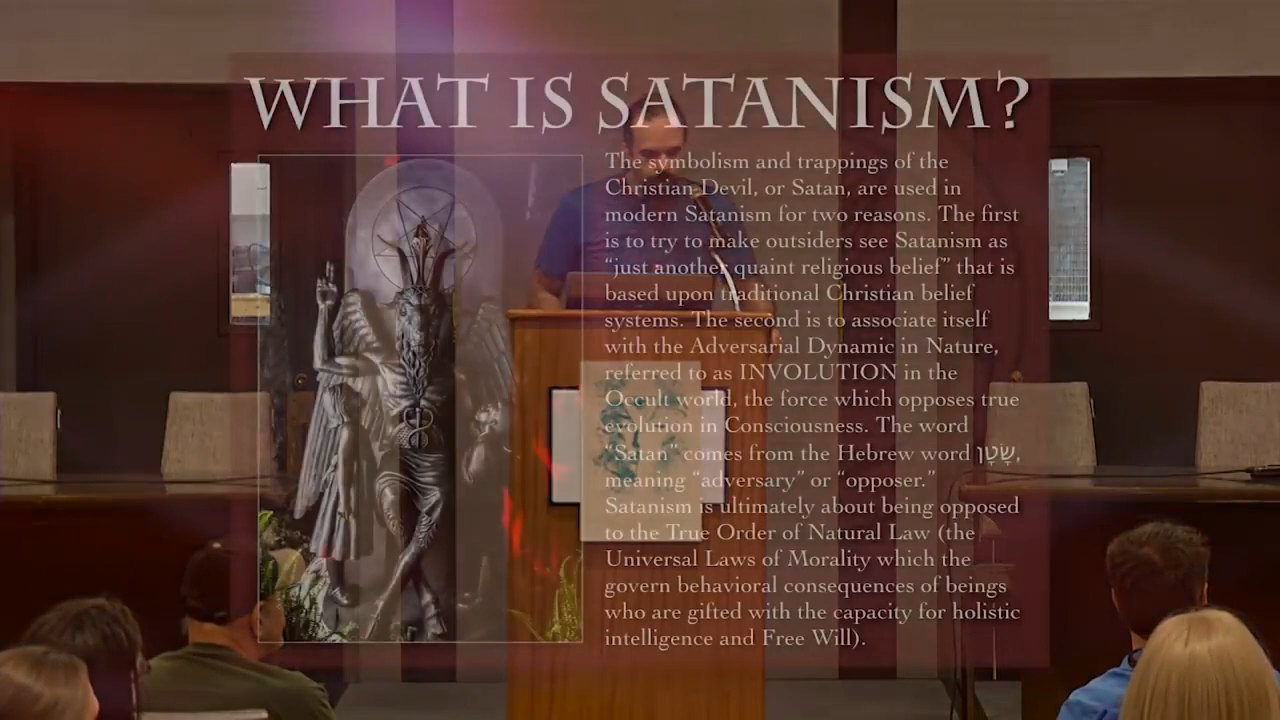 WHAT IS SATANISM?
The symbolism and trappings of the
Christian Devil, or Satan, are used in
modern Satanism for two reasons. The first
is to try to make outsiders see Satanism as
“just another quaint religious belief” that is
based upon traditional Christian belief
systems. The second is to associate itself
with the Adversarial Dynamic in Nature,
referred to as INVOLUTION in the
Occult world, the force which opposes true
evolution in Consciousness. The word
“Satan” comes from the Hebrew word שָׂטָן,
meaning “adversary” or “opposer.”
Satanism is ultimately about being opposed
to the True Order of Natural Law (the
Universal Laws of Morality which the
govern behavioral consequences of beings
who are gifted with the capacity for holistic
intelligence and Free Will).